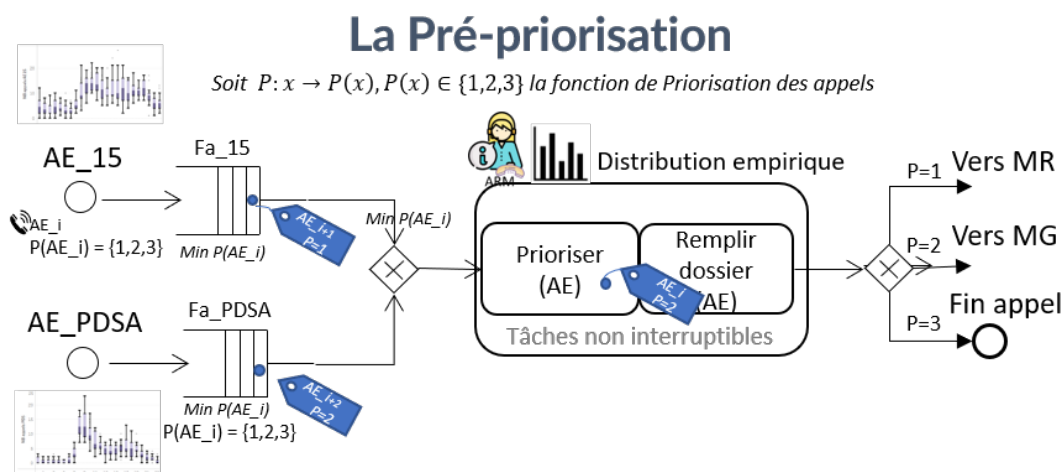 La Pré-priorisation
Soit P: x → P(x), P(x) ∈ {1,2,3} la fonction de Priorisation des appels
AE_15
Fa_15
AE_i
P(AE_i) = {1,2,3}
Min P(AE_i)
AE_i+1
P=1
Min P(AE_i)
ARM
Distribution empirique
Prioriser
(AE)
Remplir
dossier
(AE)
AE_i
P=2
Tâches non interruptibles
P=1
Vers MR
P=2
Vers MG
P=3
Fin appel
AE_PDSA
Fa_PDSA
Min P(AE_i)
P(AE_i) = {1,2,3}
AE_i+2
P=2